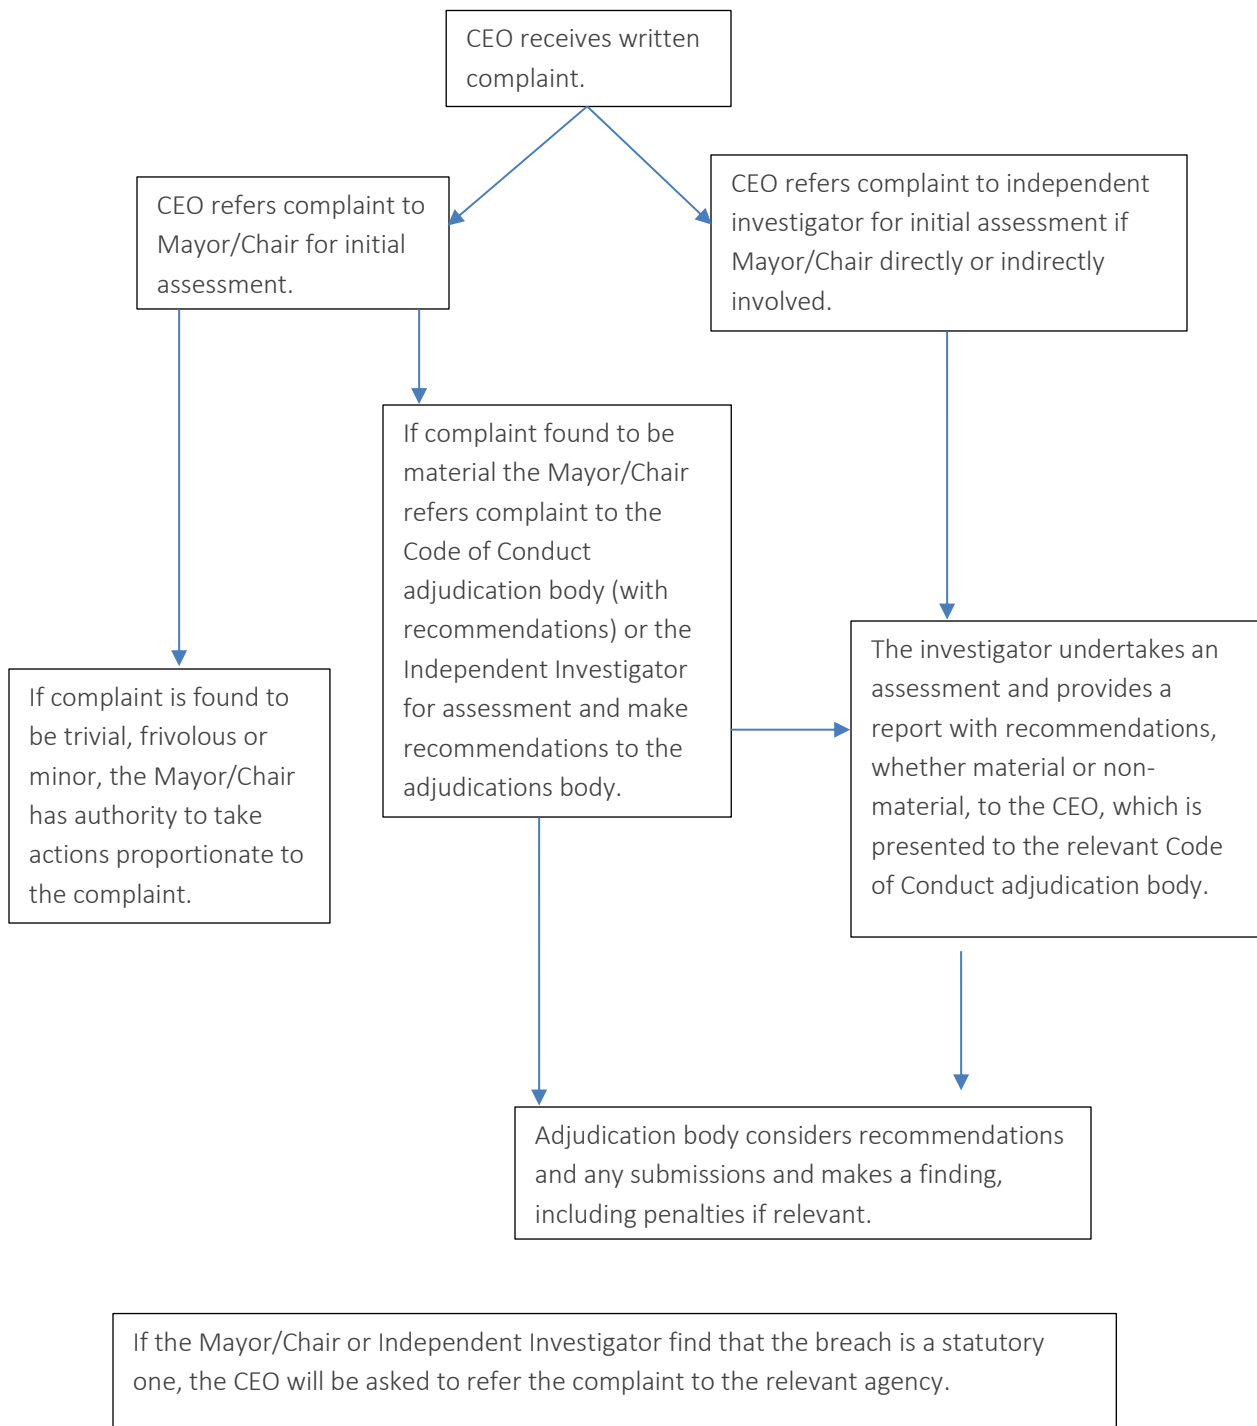 CEO receives written
complaint.
CEO refers complaint to
Mayor/Chair for initial
assessment.
CEO refers complaint to independent
investigator for initial assessment if
Mayor/Chair directly or indirectly
involved.
If complaint found to be
material the Mayor/Chair
refers complaint to the
Code of Conduct
adjudication body (with
recommendations) or the
Independent Investigator
for assessment and make
recommendations to the
adjudications body.
If complaint is found to
be trivial, frivolous or
minor, the Mayor/Chair
has authority to take
actions proportionate to
the complaint.
The investigator undertakes an
assessment and provides a
report with recommendations,
whether material or non-
material, to the CEO, which is
presented to the relevant Code
of Conduct adjudication body.
Adjudication body considers recommendations
and any submissions and makes a finding,
including penalties if relevant.
If the Mayor/Chair or Independent Investigator find that the breach is a statutory
one, the CEO will be asked to refer the complaint to the relevant agency.